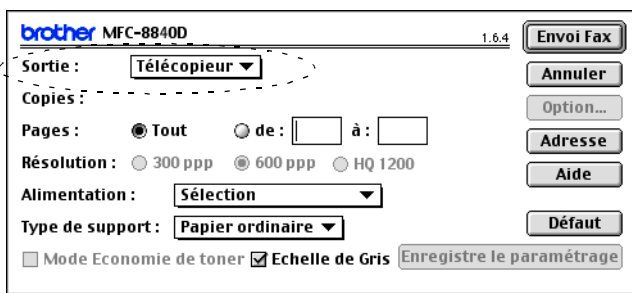 brother MFC-8840D 1.6.4 Envoi Fax
Sortie : Télécopieur
Annuler
Copies :
Option...
Pages : Tout de : à :
Adresse
Résolution : 300 ppp 600 ppp HQ 1200
Aide
Alimentation : Sélection
Type de support : Papier ordinaire Défaut
Mode Economie de toner Echelle de Gris Enregistre le paramétrage